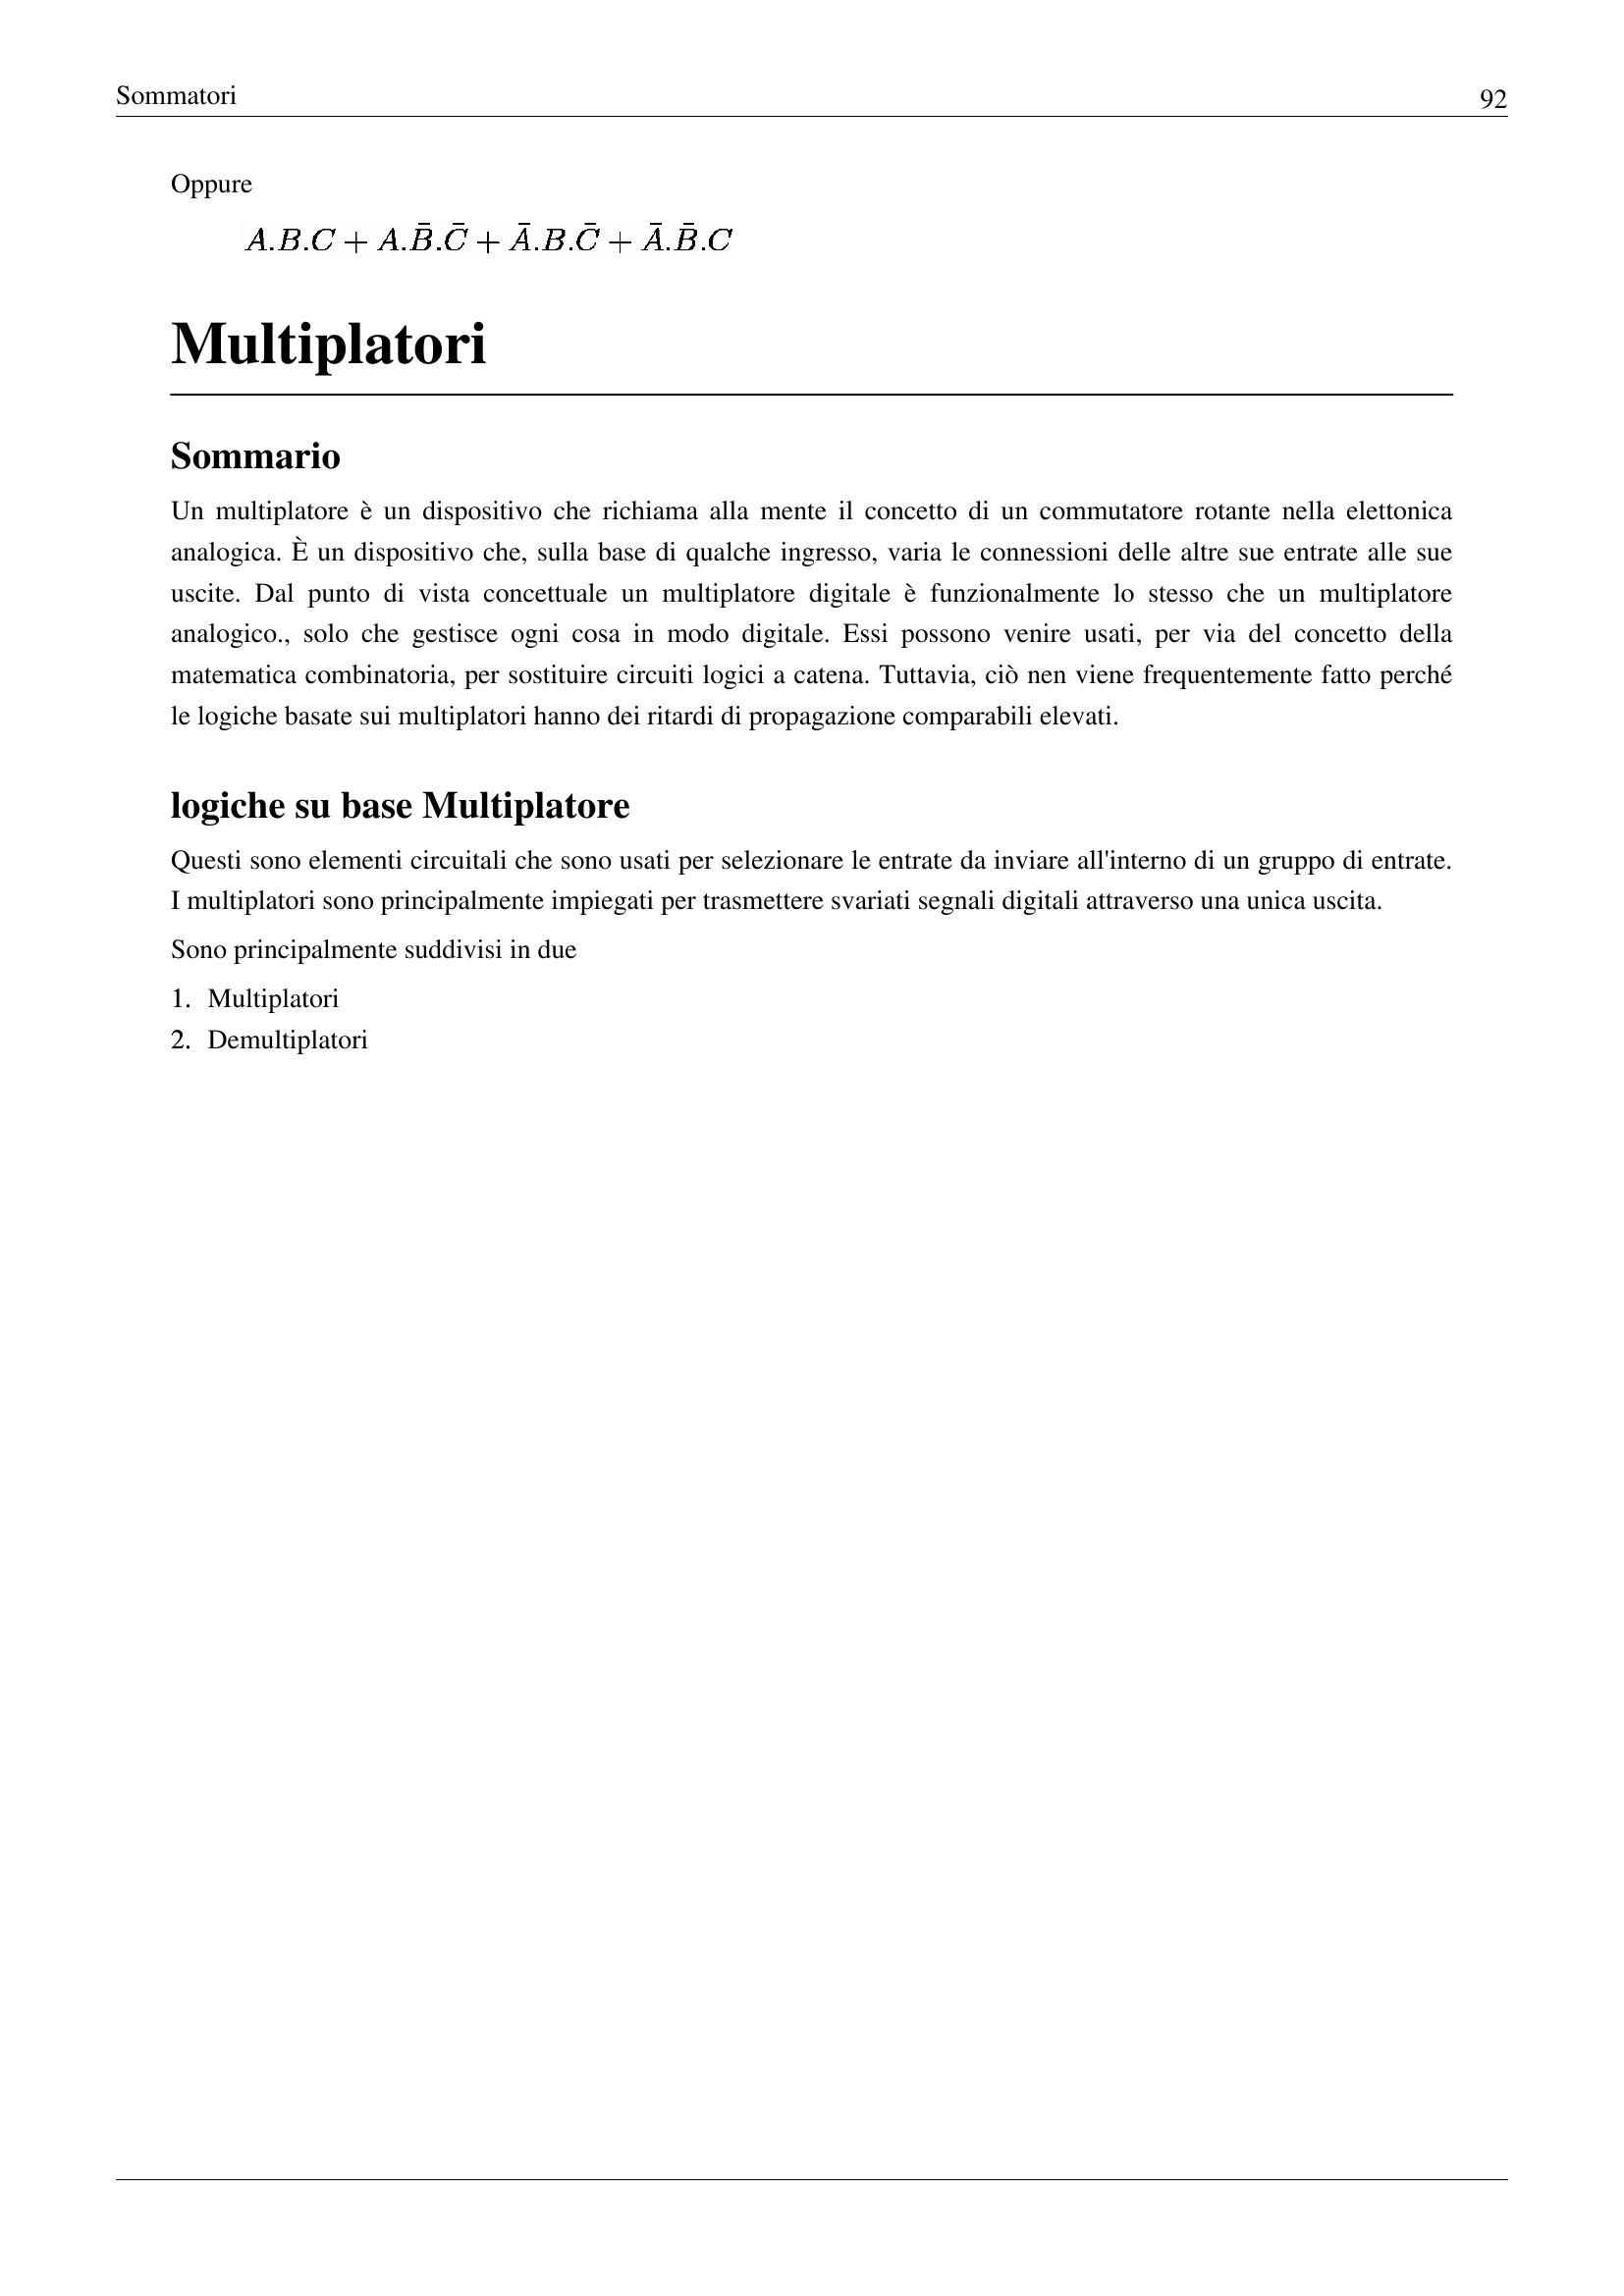 Sommatori 92
Oppure
A.B.C + A.B̄.C̄ + Ā.B.C̄ + Ā.B̄.C
Multiplatori
Sommario
Un multiplatore è un dispositivo che richiama alla mente il concetto di un commutatore rotante nella elettonica
analogica. È un dispositivo che, sulla base di qualche ingresso, varia le connessioni delle altre sue entrate alle sue
uscite. Dal punto di vista concettuale un multiplatore digitale è funzionalmente lo stesso che un multiplatore
analogico., solo che gestisce ogni cosa in modo digitale. Essi possono venire usati, per via del concetto della
matematica combinatoria, per sostituire circuiti logici a catena. Tuttavia, ciò nen viene frequentemente fatto perché
le logiche basate sui multiplatori hanno dei ritardi di propagazione comparabili elevati.
logiche su base Multiplatore
Questi sono elementi circuitali che sono usati per selezionare le entrate da inviare all'interno di un gruppo di entrate.
I multiplatori sono principalmente impiegati per trasmettere svariati segnali digitali attraverso una unica uscita.
Sono principalmente suddivisi in due
1. Multiplatori
2. Demultiplatori